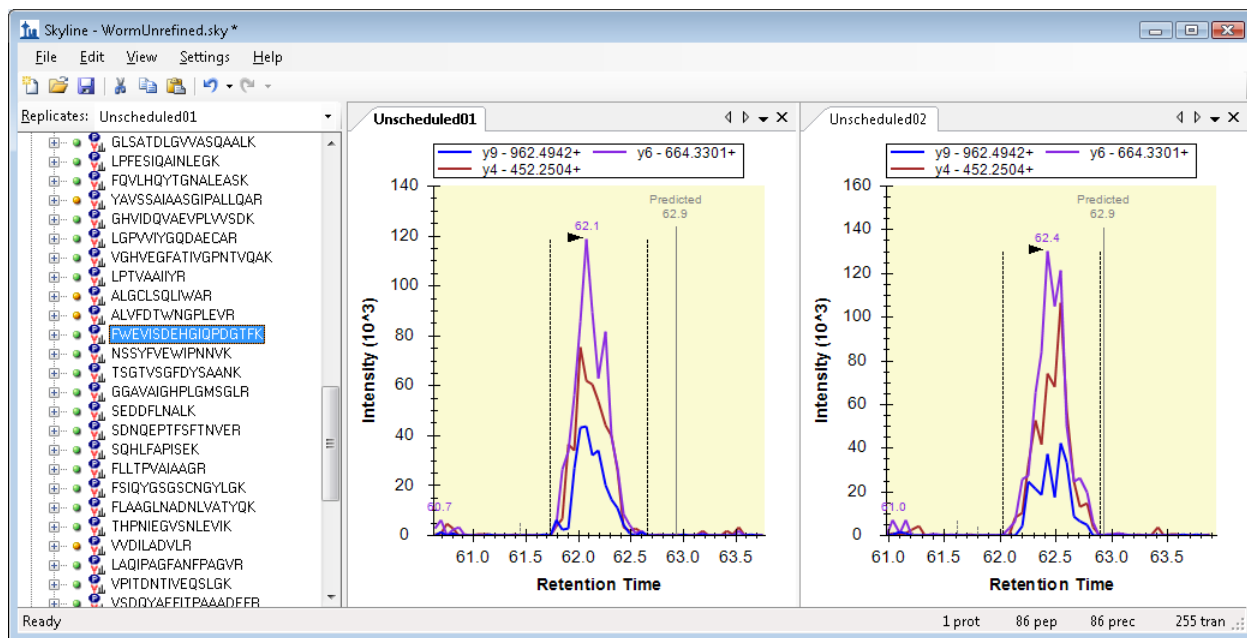 Skyline - WormUnrefined.sky *
File Edit View Settings Help
Replicates: Unscheduled01
GLSATDLGVVASQAALK
LPFESIQAINLEGK
FQVLHQYTGNALEASK
YAVSSAIAASGIPALLQAR
GHVIDQVAEVPLVVSDK
LGPVVIYGQDAECAR
VGHVEGFATIVGPNTVQAK
LPTVAAIIYR
ALGCLSQLIWAR
ALVFDTWNGPLEVR
FWEVISDEHGIQPDGTFK
NSSYFVEWIPNNVK
TSGTVSGFDYSAANK
GGAVAIGHPLGMSGLR
SEDDFLNALK
SDNQEPTFSFTNVER
SQHLFAPISEK
FLLTPVAIAAGR
FSIQYGSGSCNGYLGK
FLAAGLNADNLVATYQK
THPNIEGVSNLEVIK
VVDILADVLR
LAQIPAGFANFPAGVR
VPITDNTIVEQSLGK
VSDQYAEFITPAAADFFR
Unscheduled01
y9 - 962.4942+ y6 - 664.3301+
y4 - 452.2504+
140
120
100
80
60
40
20
0
Intensity (10^3)
Predicted
62.9
62.1
60.7
61.0 61.5 62.0 62.5 63.0 63.5
Retention Time
Unscheduled02
y9 - 962.4942+ y6 - 664.3301+
y4 - 452.2504+
160
140
120
100
80
60
40
20
0
Intensity (10^3)
Predicted
62.9
62.4
61.0
61.0 61.5 62.0 62.5 63.0 63.5
Retention Time
Ready 1 prot 86 pep 86 prec 255 tran